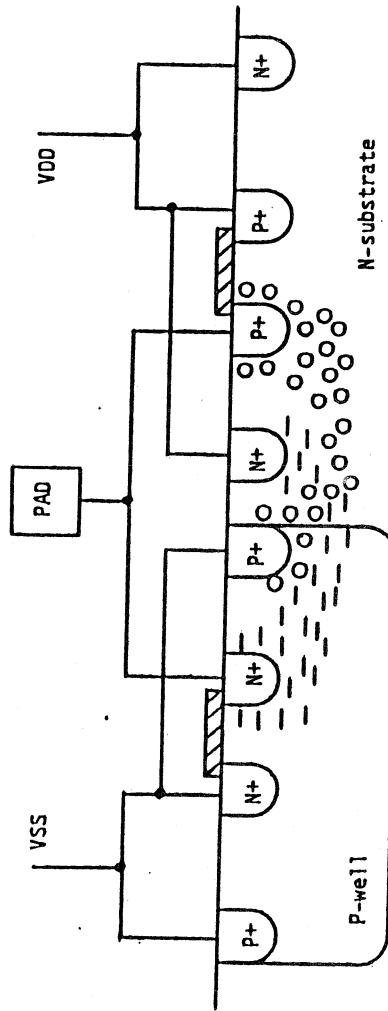 VSS
PAD
VDD
P+
N+
N+
P+
N+
P+
P+
N+
P-well
N-substrate